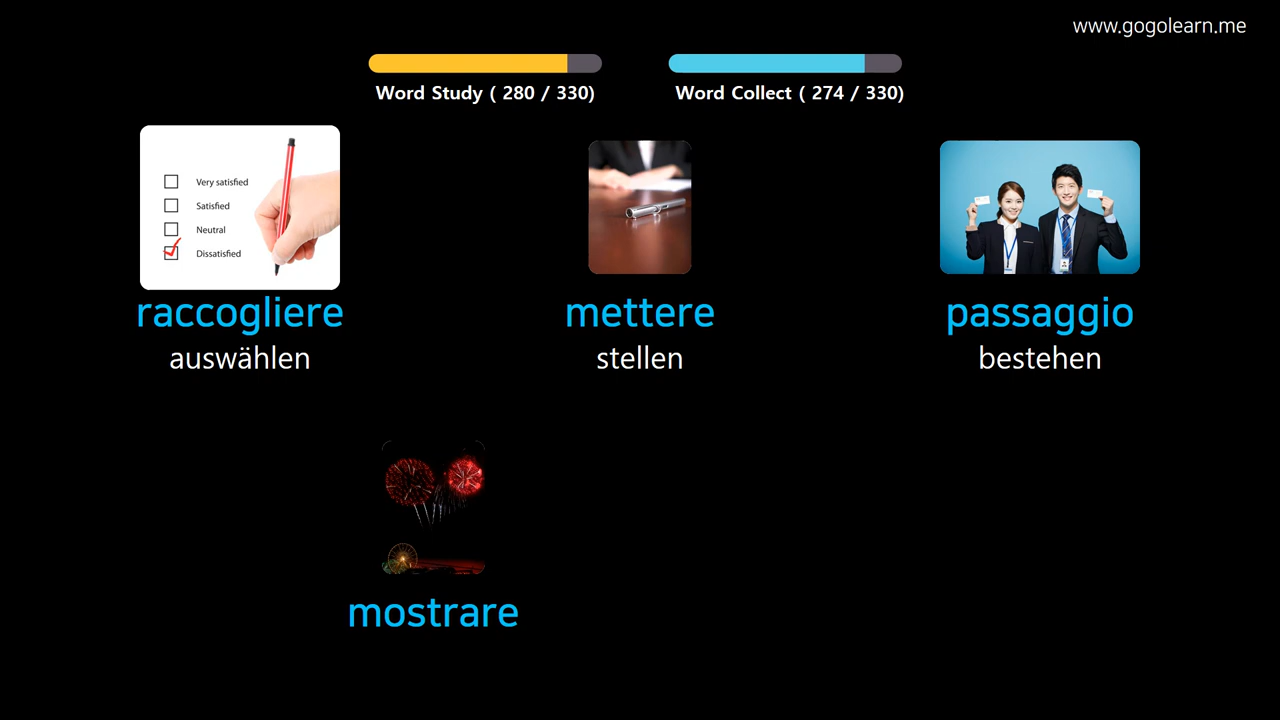 www.gogolearn.me
Word Study ( 280 / 330)
Word Collect ( 274 / 330)
Very satisfied
Satisfied
Neutral
Dissatisfied
raccogliere
auswählen
mettere
stellen
passaggio
bestehen
mostrare